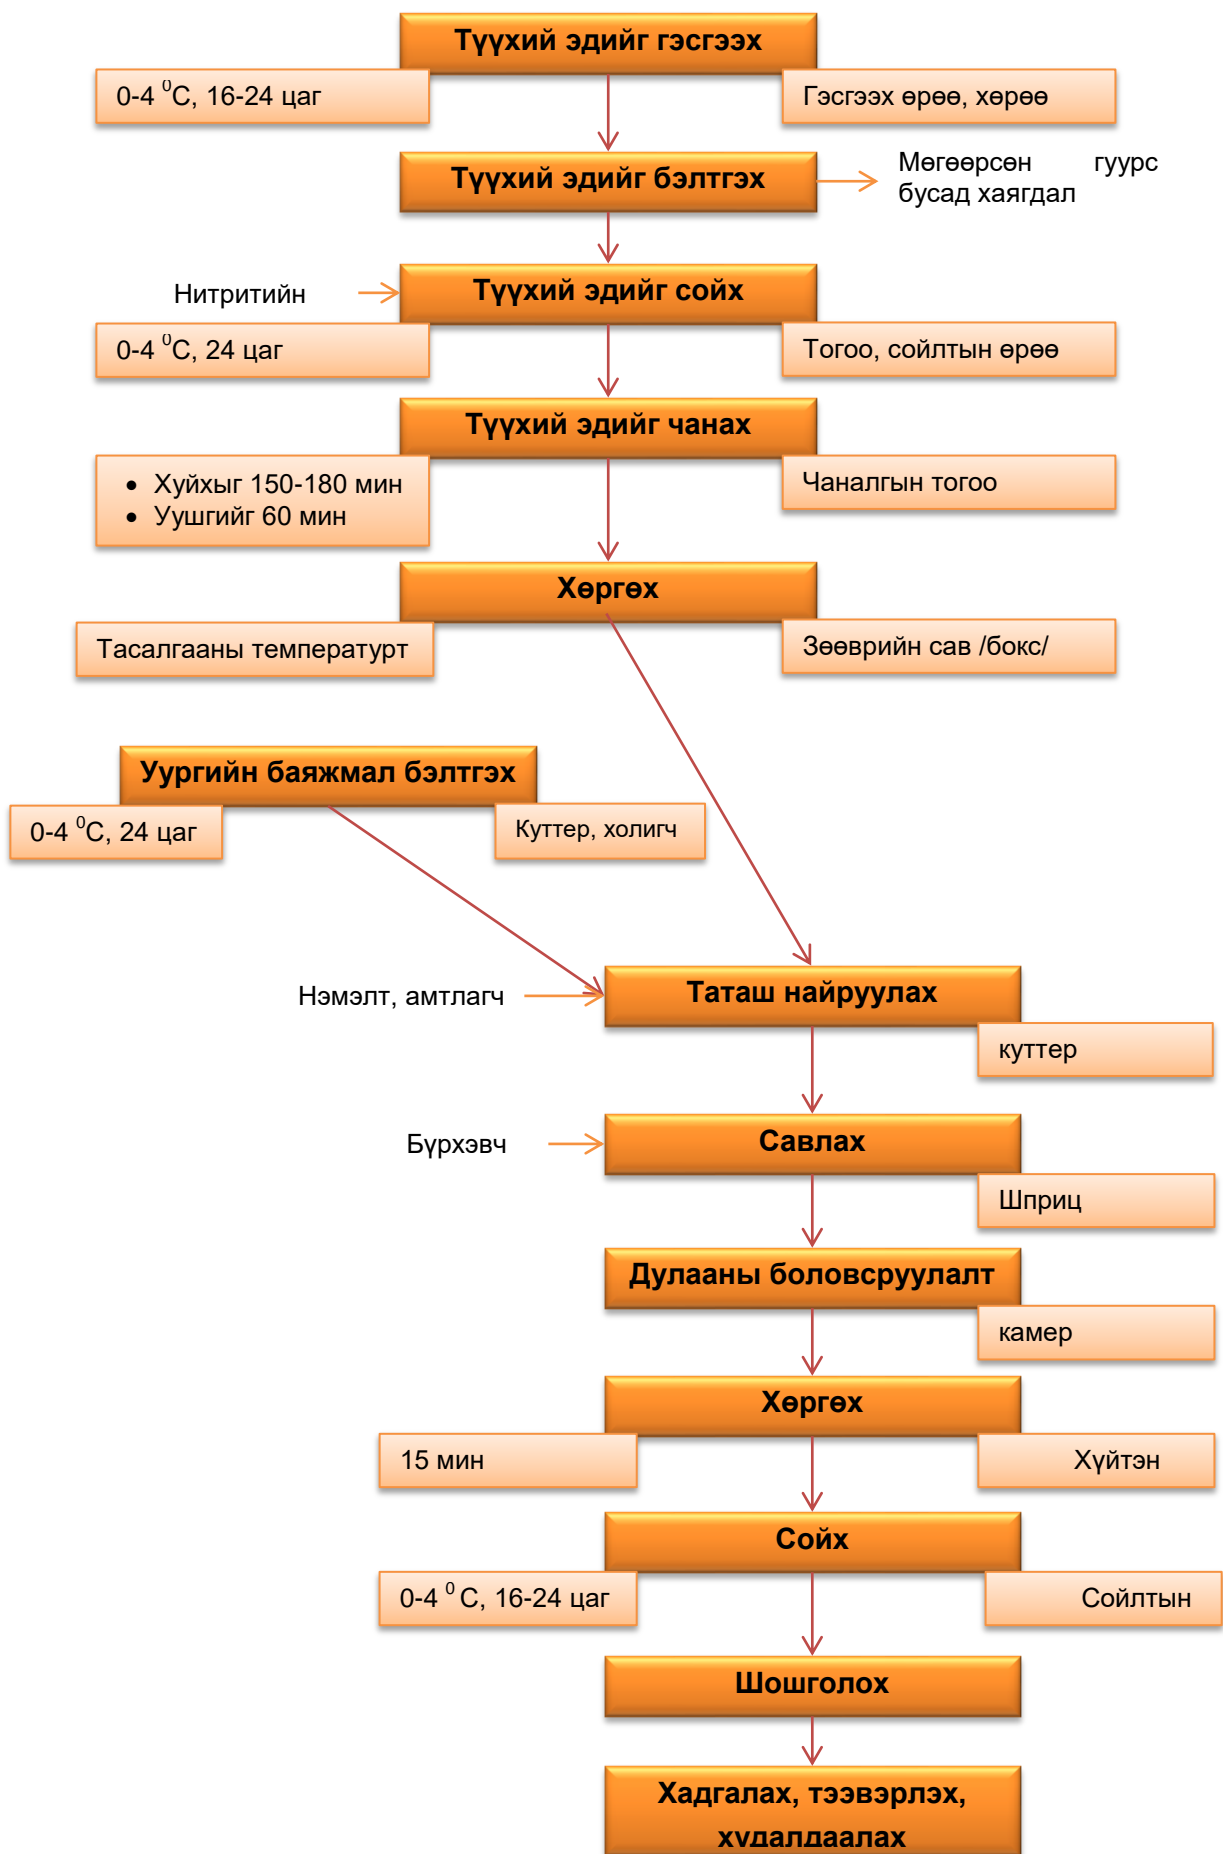 Түүхий эдийг гэсгээх
0-4 ⁰С, 16-24 цаг
Гэсгээх өрөө, хөрөө
Түүхий эдийг бэлтгэх
Мөгөөрсөн гуурс
бусад хаягдал
Түүхий эдийг сойх
Нитритийн
0-4 ⁰С, 24 цаг
Тогоо, сойлтын өрөө
Түүхий эдийг чанах
• Хуйхыг 150-180 мин
• Уушгийг 60 мин
Чаналгын тогоо
Хөргөх
Тасалгааны температурт
Зөөврийн сав /бокс/
Уургийн баяжмал бэлтгэх
0-4 ⁰С, 24 цаг
Куттер, холигч
Таташ найруулах
Нэмэлт, амтлагч
куттер
Савлах
Бүрхэвч
Шприц
Дулааны боловсруулалт
камер
Хөргөх
15 мин
Хүйтэн
Сойх
0-4 ⁰ С, 16-24 цаг
Сойлтын
Шошголох
Хадгалах, тээвэрлэх,
худалдаалах